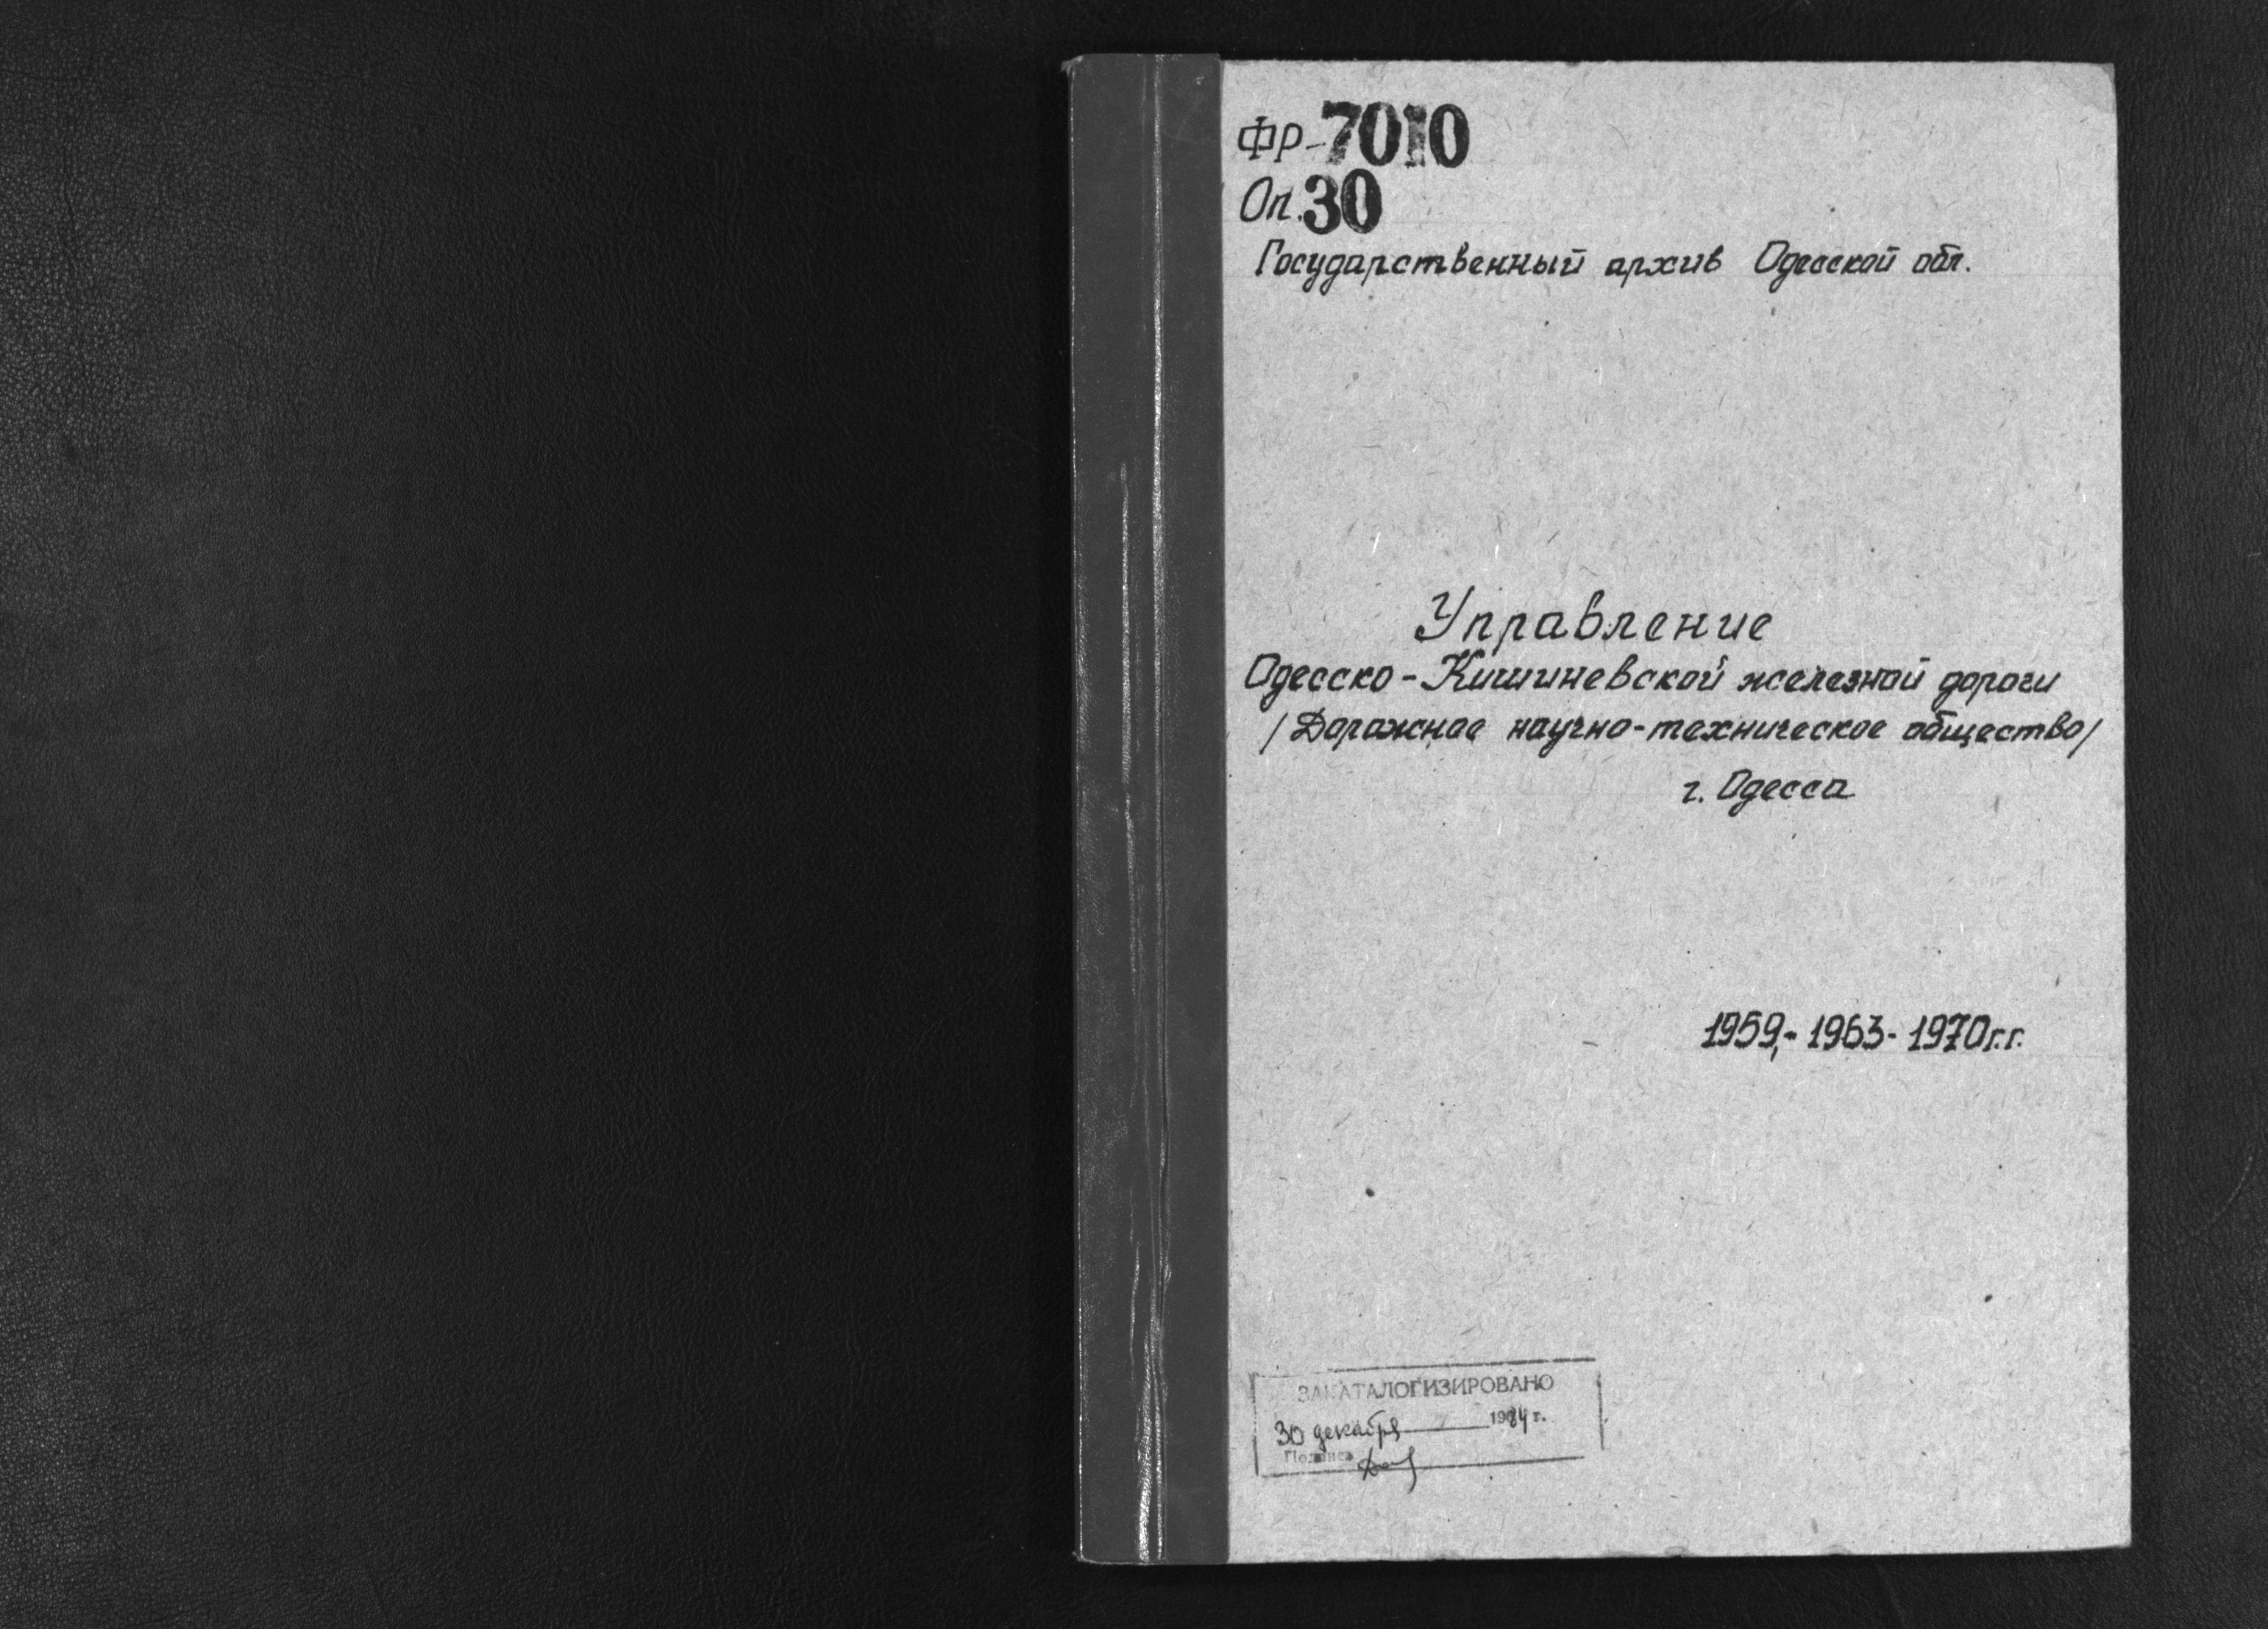 ФР-7010
Оп.30
Государственный архив Одесской обл.
Управление
Одесско-Кишиневской железной дороги
/Дорожное научно-техническое общество/
г. Одесса
1959,- 1963- 1970г.г.
ЗАКАТАЛОГИЗИРОВАНО
30 декабря 1984 г.
Подпись